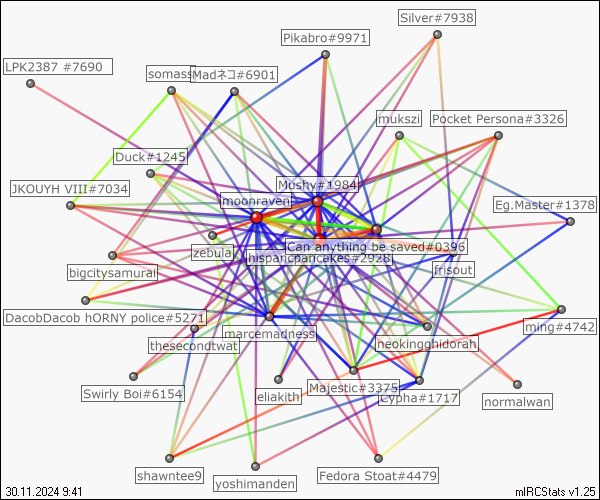 Silver#7938
Pikabro#9971
LPK2387 #7690
somass
Madネコ#6901
mukszi
Pocket Persona#3326
Duck#1245
JKOUYH VIII#7034
Mushy#1984
moonraven
Eg.Master#1378
zebula
Can anything be saved#0396
hispanicpancakes#2928
bigcitysamurai
frisout
DacobDacob hORNY police#5271
ming#4742
marcemadness
thesecondtwat
neokingghidorah
Swirly Boi#6154
eliakith
Majestic#3375
Cypha#1717
normalwan
shawntee9
yoshimanden
Fedora Stoat#4479
30.11.2024 9:41
mIRCStats v1.25